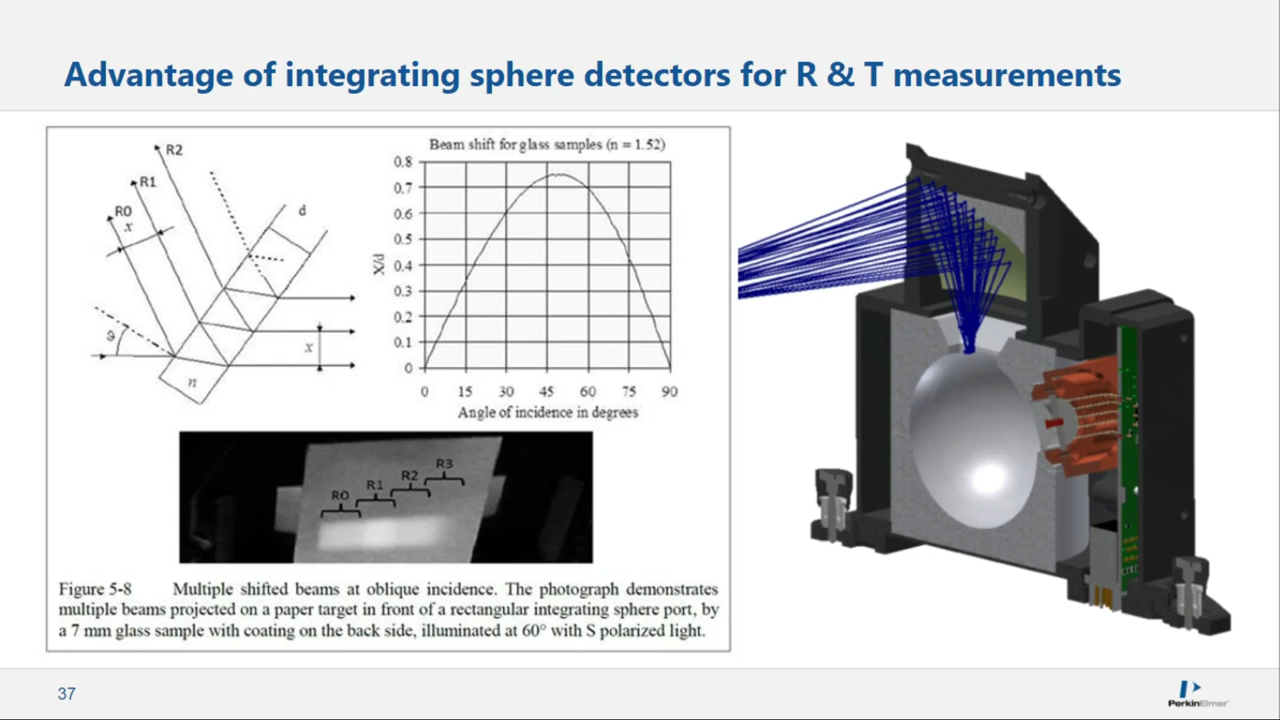 Advantage of integrating sphere detectors for R & T measurements
R2
R1
R0
x
d
ϑ
x
n
Beam shift for glass samples (n = 1.52)
0.8
0.7
0.6
0.5
0.4
0.3
0.2
0.1
0
X/d
0 15 30 45 60 75 90
Angle of incidence in degrees
R0 R1 R2 R3
Figure 5-8 Multiple shifted beams at oblique incidence. The photograph demonstrates
multiple beams projected on a paper target in front of a rectangular integrating sphere port, by
a 7 mm glass sample with coating on the back side, illuminated at 60° with S polarized light.
37
PerkinElmer